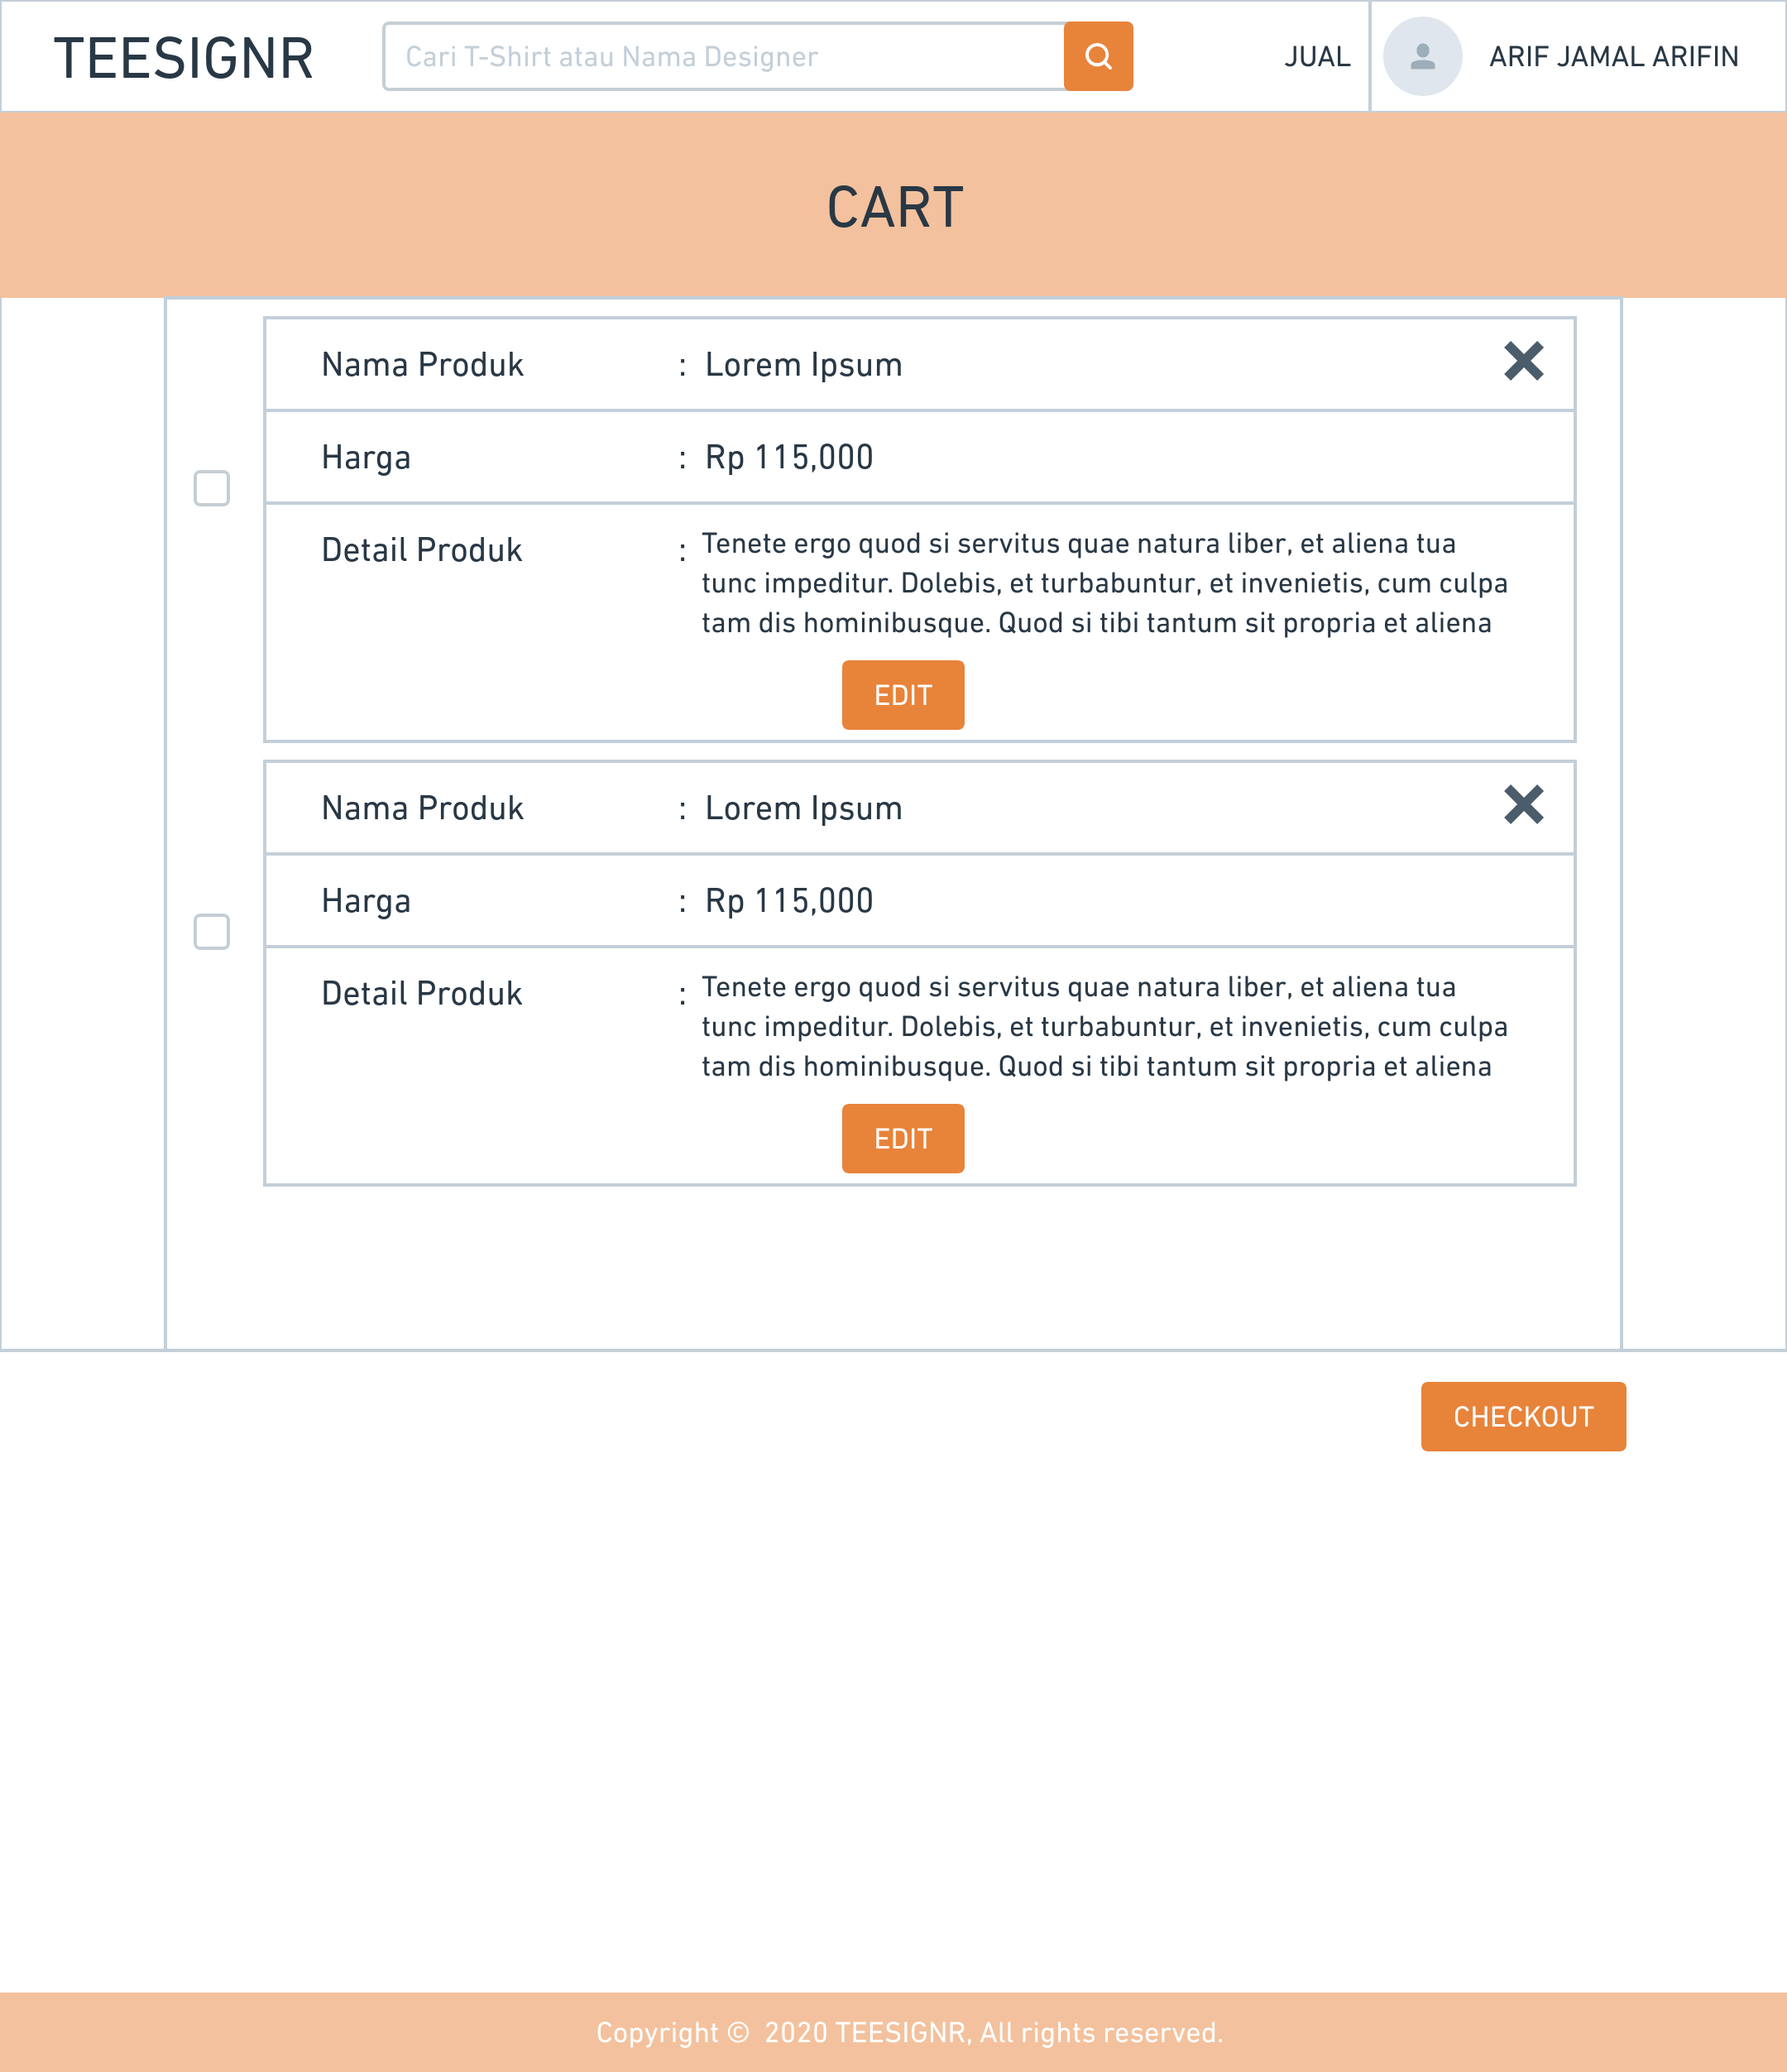 TEESIGNR
Cari T-Shirt atau Nama Designer
JUAL
ARIF JAMAL ARIFIN
CART
Nama Produk : Lorem Ipsum
Harga : Rp 115,000
Detail Produk : Tenete ergo quod si servitus quae natura liber, et aliena tua
tunc impeditur. Dolebis, et turbabuntur, et invenietis, cum culpa
tam dis hominibusque. Quod si tibi tantum sit propria et aliena
EDIT
Nama Produk : Lorem Ipsum
Harga : Rp 115,000
Detail Produk : Tenete ergo quod si servitus quae natura liber, et aliena tua
tunc impeditur. Dolebis, et turbabuntur, et invenietis, cum culpa
tam dis hominibusque. Quod si tibi tantum sit propria et aliena
EDIT
CHECKOUT
Copyright © 2020 TEESIGNR, All rights reserved.